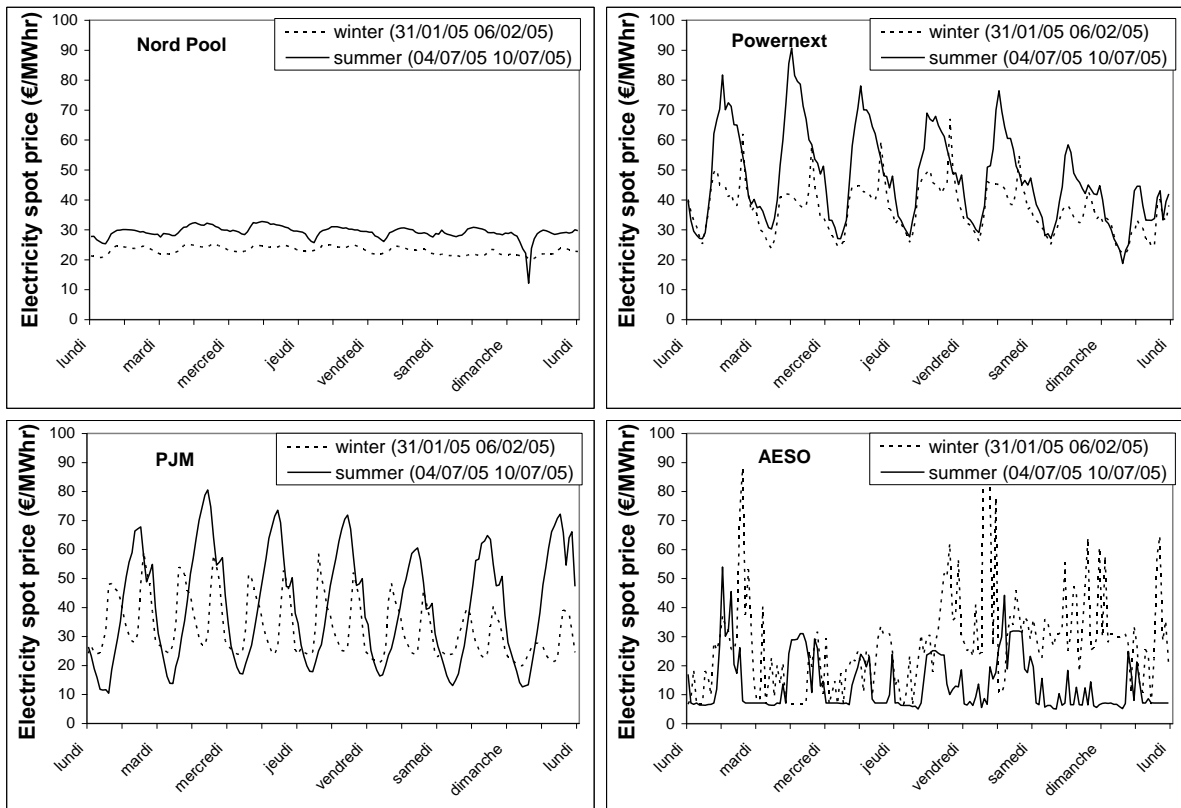 Nord Pool
winter (31/01/05 06/02/05)
summer (04/07/05 10/07/05)
Electricity spot price (€/MWhr)
100
90
80
70
60
50
40
30
20
10
0
lundi
mardi
mercredi
jeudi
vendredi
samedi
dimanche
lundi
Powernext
winter (31/01/05 06/02/05)
summer (04/07/05 10/07/05)
Electricity spot price (€/MWhr)
100
90
80
70
60
50
40
30
20
10
0
lundi
mardi
mercredi
jeudi
vendredi
samedi
dimanche
lundi
PJM
winter (31/01/05 06/02/05)
summer (04/07/05 10/07/05)
Electricity spot price (€/MWhr)
100
90
80
70
60
50
40
30
20
10
0
lundi
mardi
mercredi
jeudi
vendredi
samedi
dimanche
lundi
AESO
winter (31/01/05 06/02/05)
summer (04/07/05 10/07/05)
Electricity spot price (€/MWhr)
100
90
80
70
60
50
40
30
20
10
0
lundi
mardi
mercredi
jeudi
vendredi
samedi
dimanche
lundi